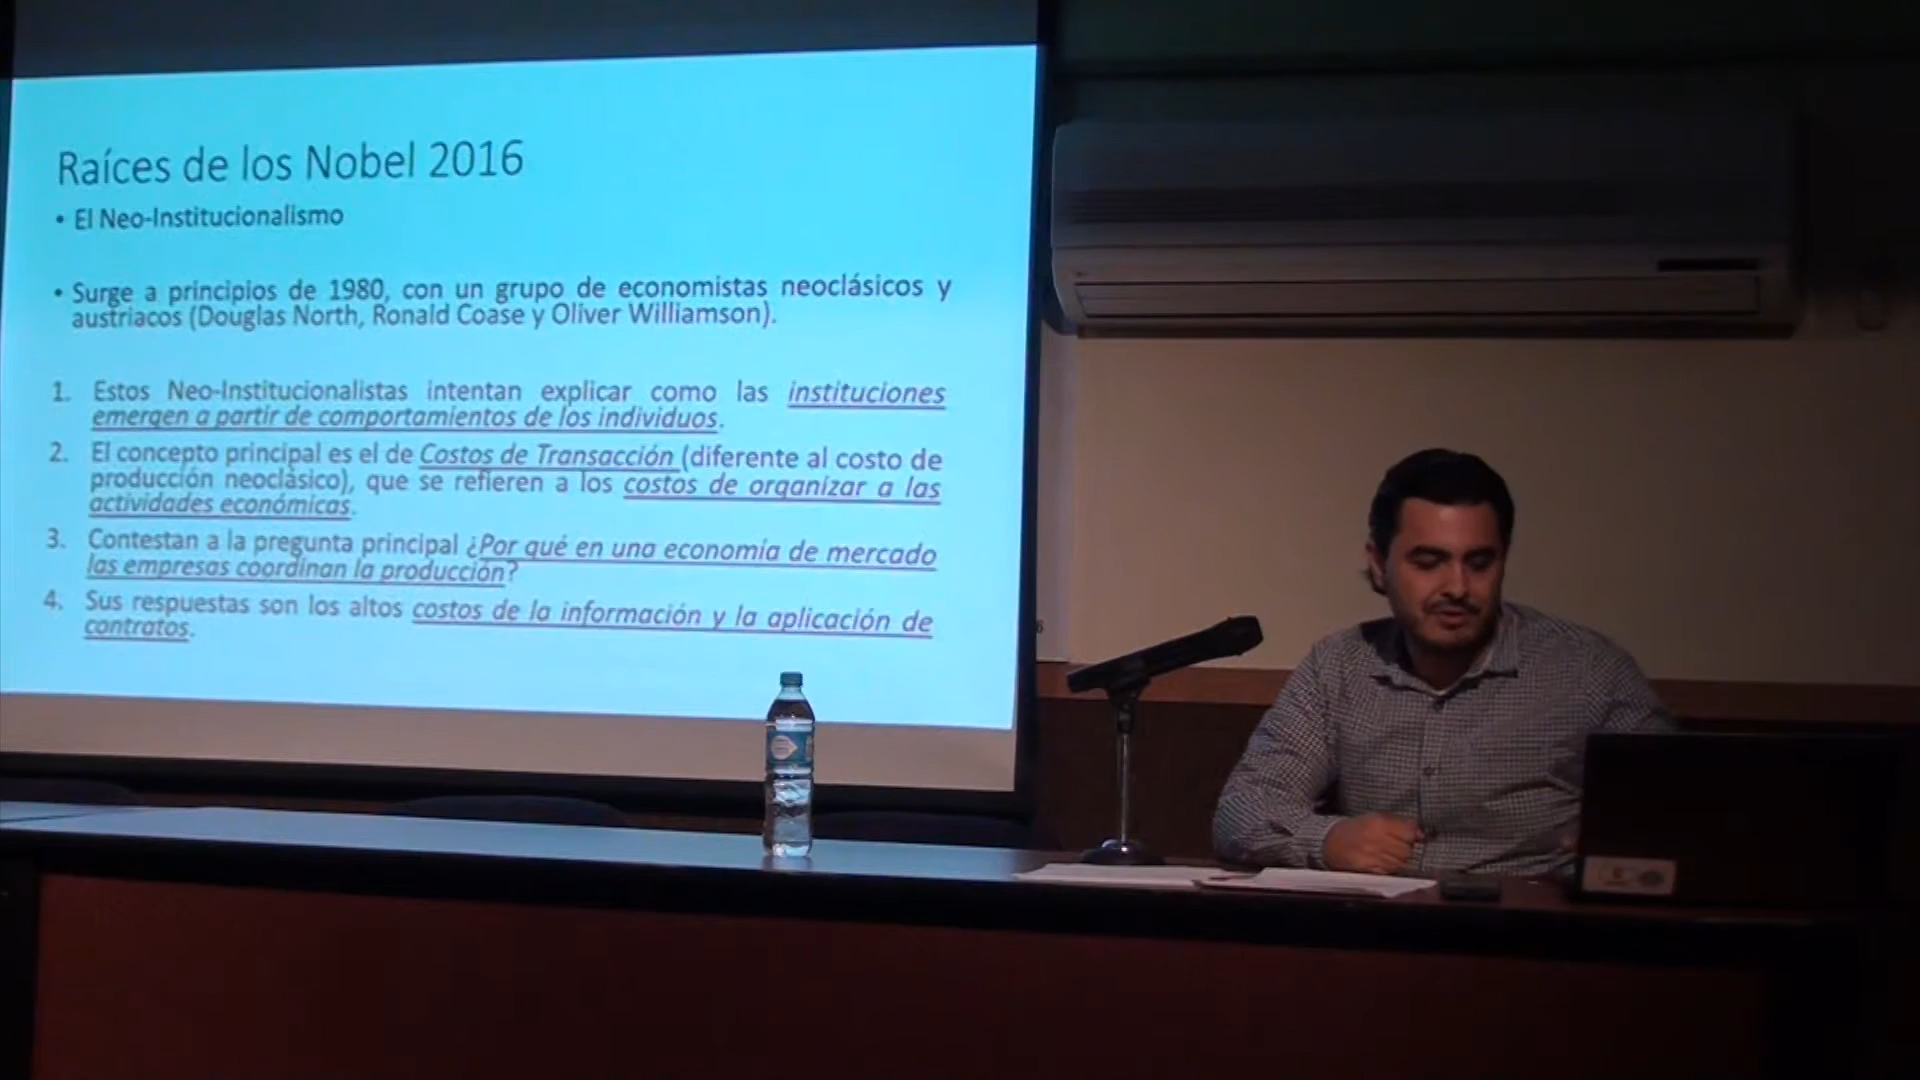 Raíces de los Nobel 2016
• El Neo-Institucionalismo
• Surge a principios de 1980, con un grupo de economistas neoclásicos y
austriacos (Douglas North, Ronald Coase y Oliver Williamson).
1. Estos Neo-Institucionalistas intentan explicar como las instituciones
emergen a partir de comportamientos de los individuos.
2. El concepto principal es el de Costos de Transacción (diferente al costo de
producción neoclásico), que se refieren a los costos de organizar a las
actividades económicas.
3. Contestan a la pregunta principal ¿Por qué en una economía de mercado
las empresas coordinan la producción?
4. Sus respuestas son los altos costos de la información y la aplicación de
contratos.